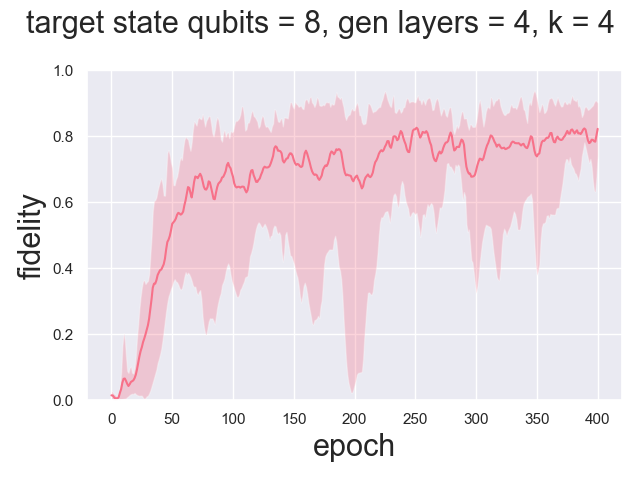 target state qubits = 8, gen layers = 4, k = 4
1.0
0.8
0.6
0.4
0.2
0.0
fidelity
0 50 100 150 200 250 300 350 400
epoch